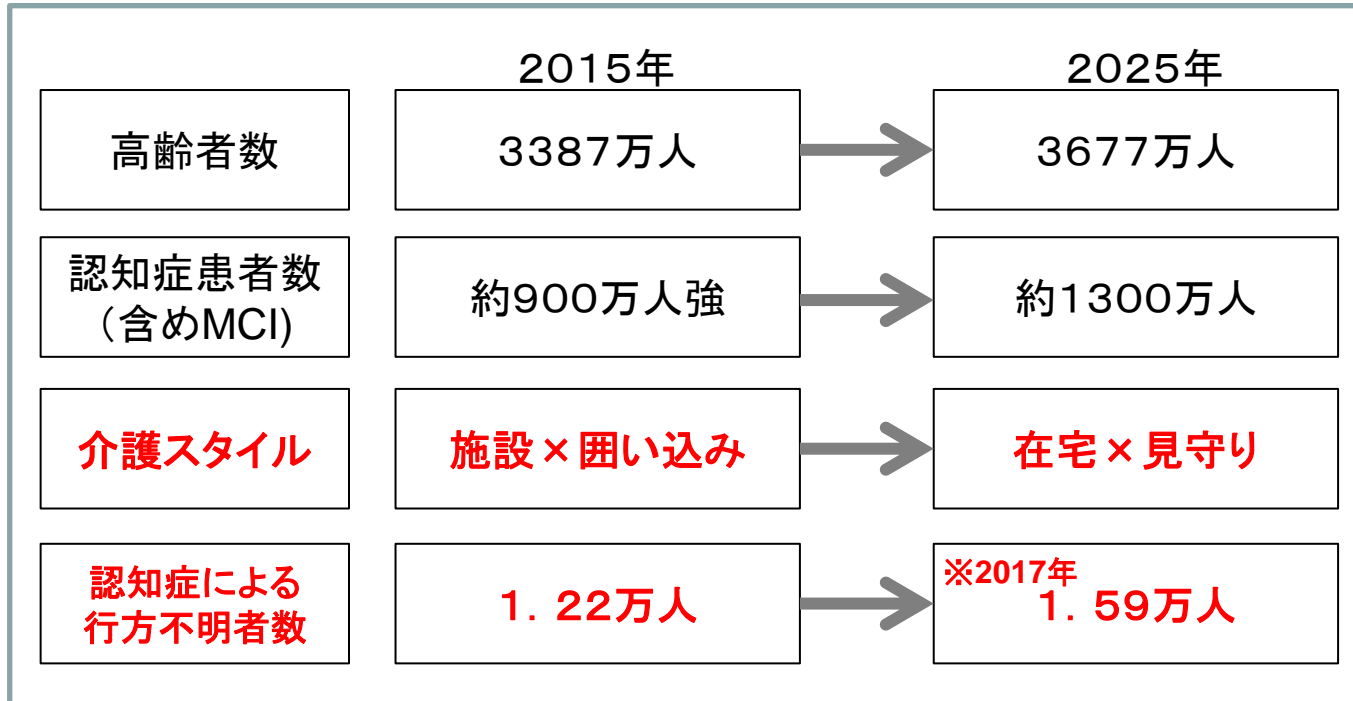 ２０１５年 ２０２５年
高齢者数 ３３８７万人 ３６７７万人
認知症患者数
（含めMCI) 約９００万人強 約１３００万人
介護スタイル 施設×囲い込み 在宅×見守り
認知症による
行方不明者数 １．２２万人 ※2017年
１．５９万人